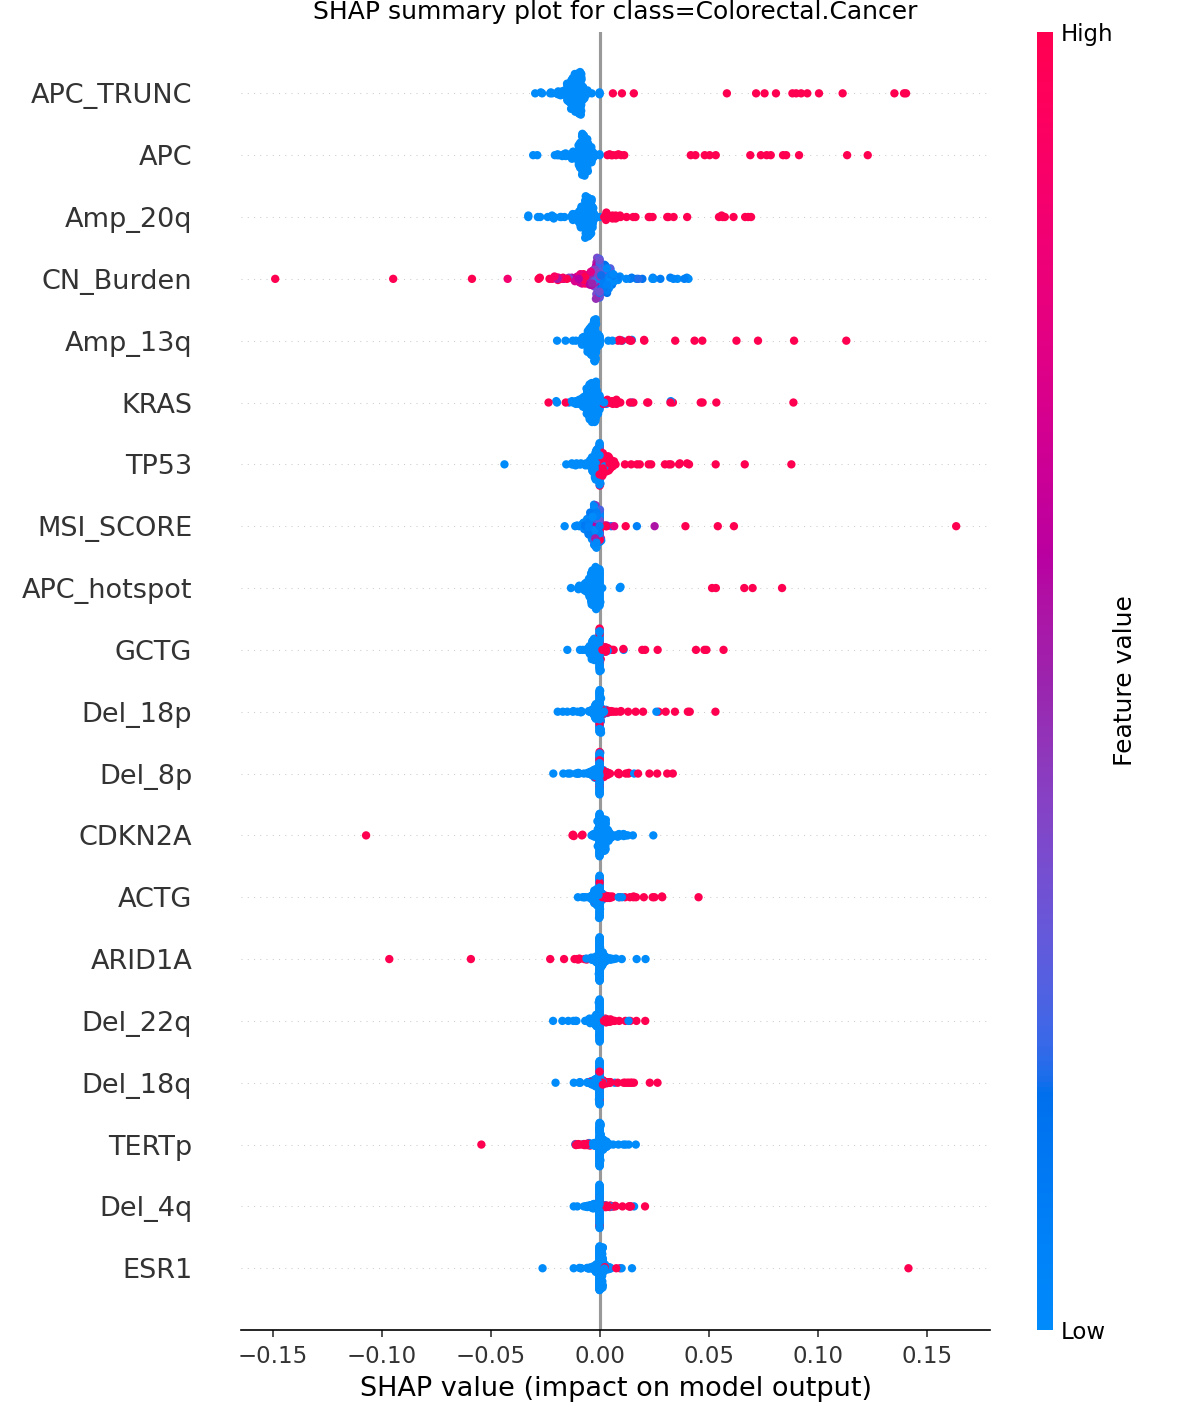 SHAP summary plot for class=Colorectal.Cancer
High
APC_TRUNC
APC
Amp_20q
CN_Burden
Amp_13q
KRAS
TP53
MSI_SCORE
APC_hotspot
GCTG
Del_18p
Del_8p
CDKN2A
ACTG
ARID1A
Del_22q
Del_18q
TERTp
Del_4q
ESR1
Feature value
Low
−0.15 −0.10 −0.05 0.00 0.05 0.10 0.15
SHAP value (impact on model output)